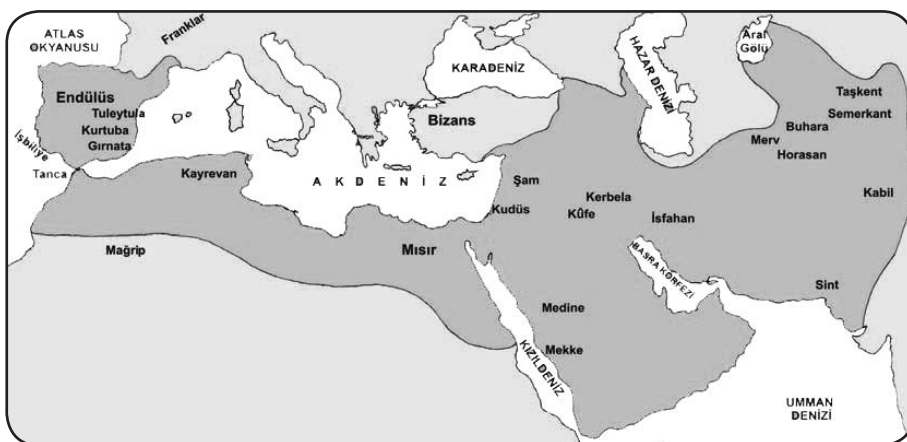 ATLAS
OKYANUSU
Franklar
Endülüs
Tuleytula
Kurtuba
Gırnata
İşbiliye
Tanca
Kayrevan
Mağrip
AKDENİZ
KARADENİZ
Bizans
HAZAR DENİZİ
Aral
Gölü
Taşkent
Semerkant
Buhara
Merv
Horasan
Kabil
Şam
Kudüs
Kerbela
Kûfe
İsfahan
Mısır
BASRA KÖRFEZİ
Sint
Medine
Mekke
KIZILDENİZ
UMMAN
DENİZİ